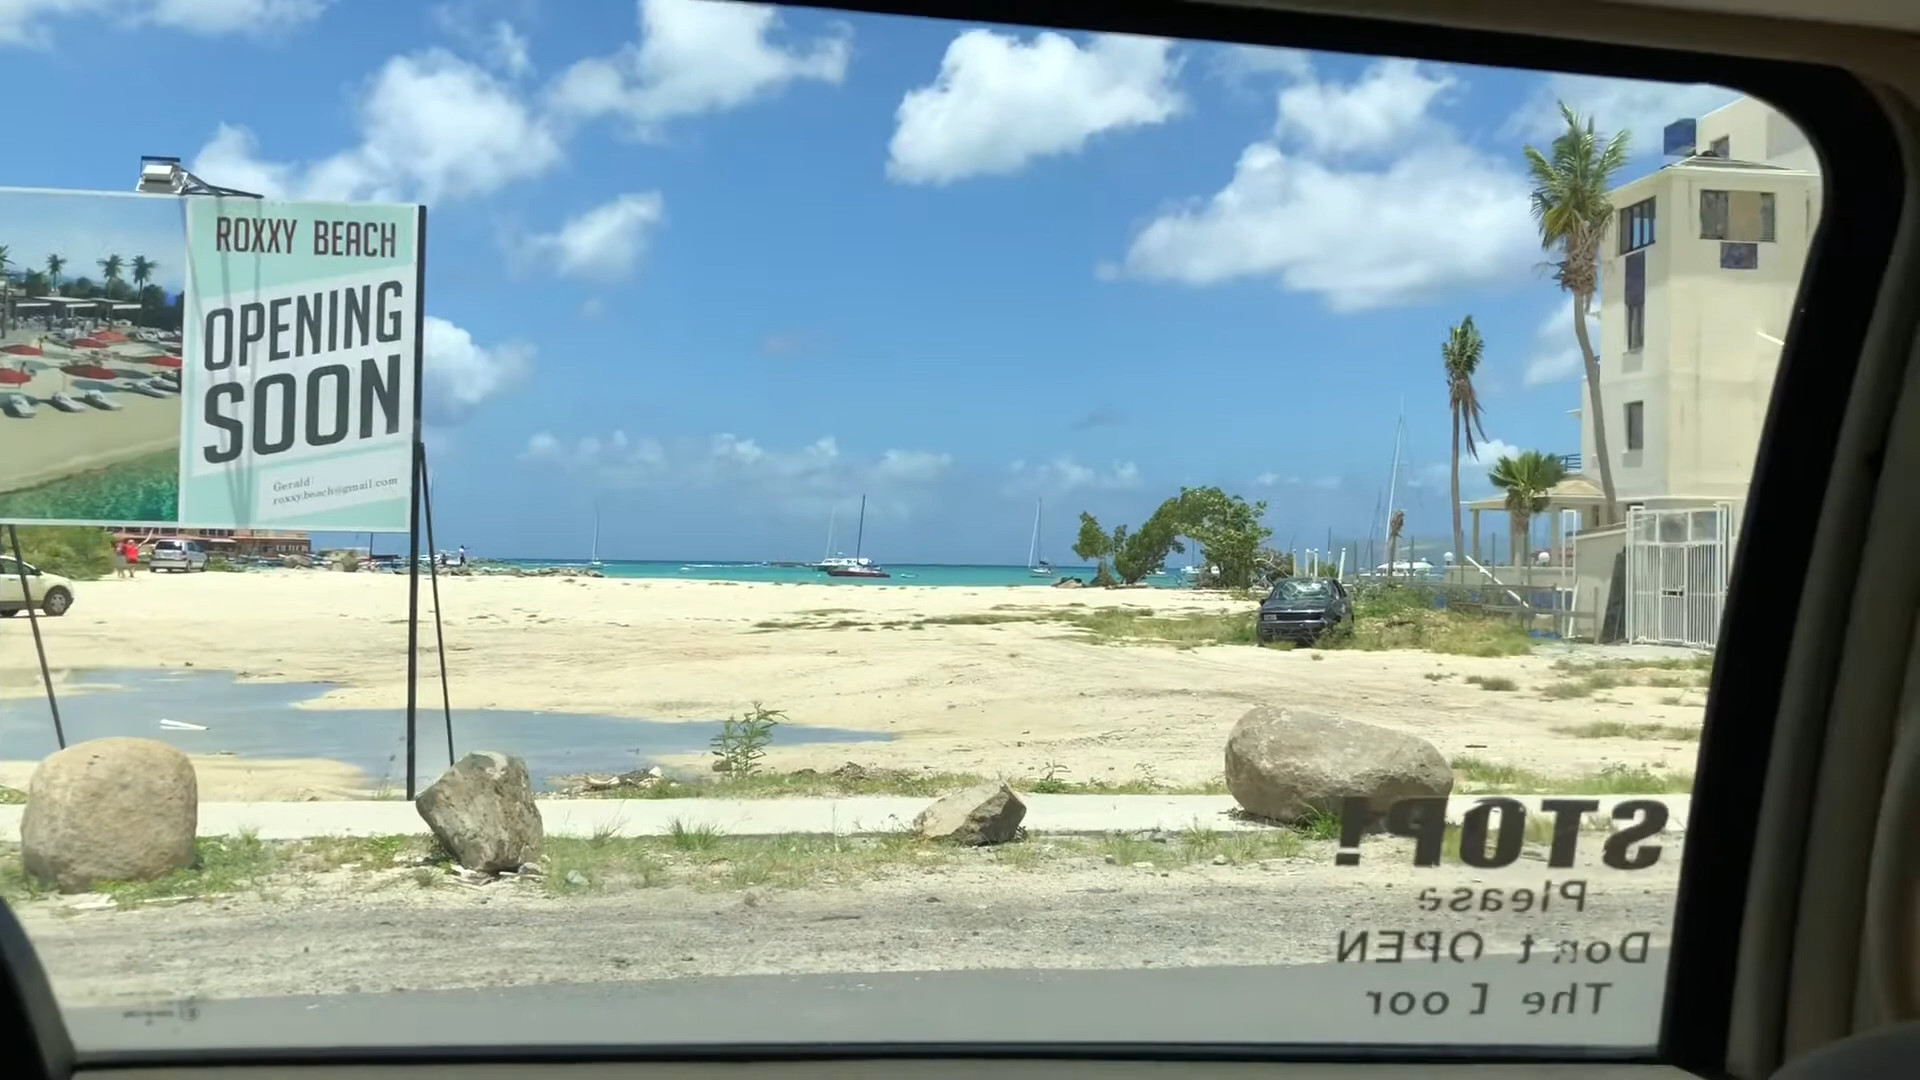 ROXXY BEACH
OPENING
SOON
Gerald
roxxy.beach@gmail.com
STOP!
Please
Don't OPEN
The Door